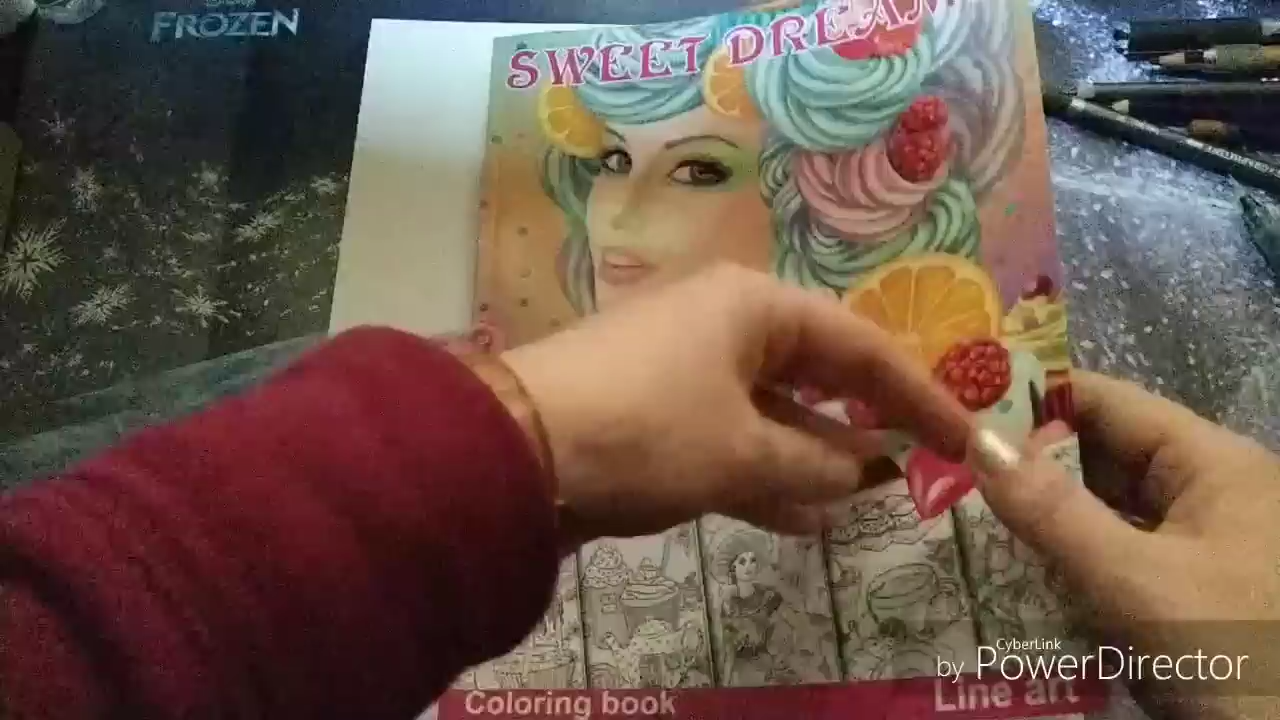 FROZEN
SWEET DREAM
Coloring book
Line art
CyberLink
by PowerDirector